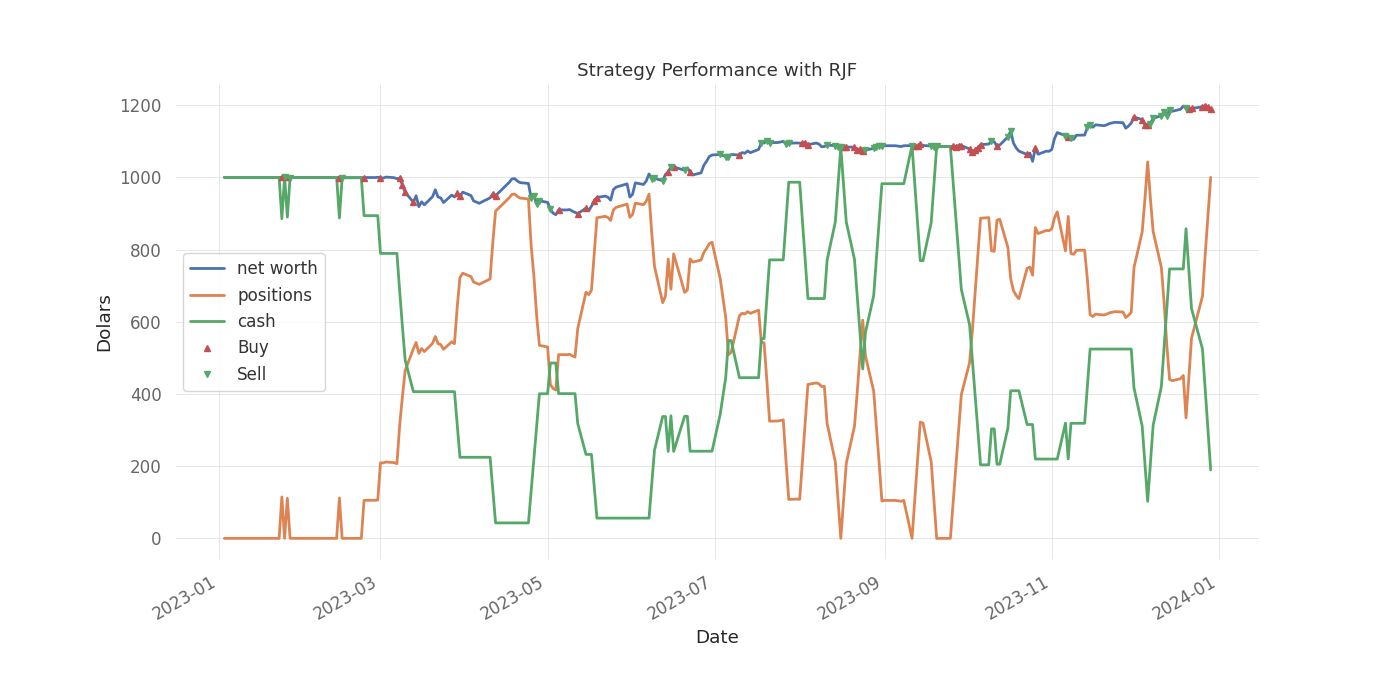 Strategy Performance with RJF
1200
1000
800
600
400
200
0
Dolars
net worth
positions
cash
Buy
Sell
2023-01
2023-03
2023-05
2023-07
2023-09
2023-11
2024-01
Date